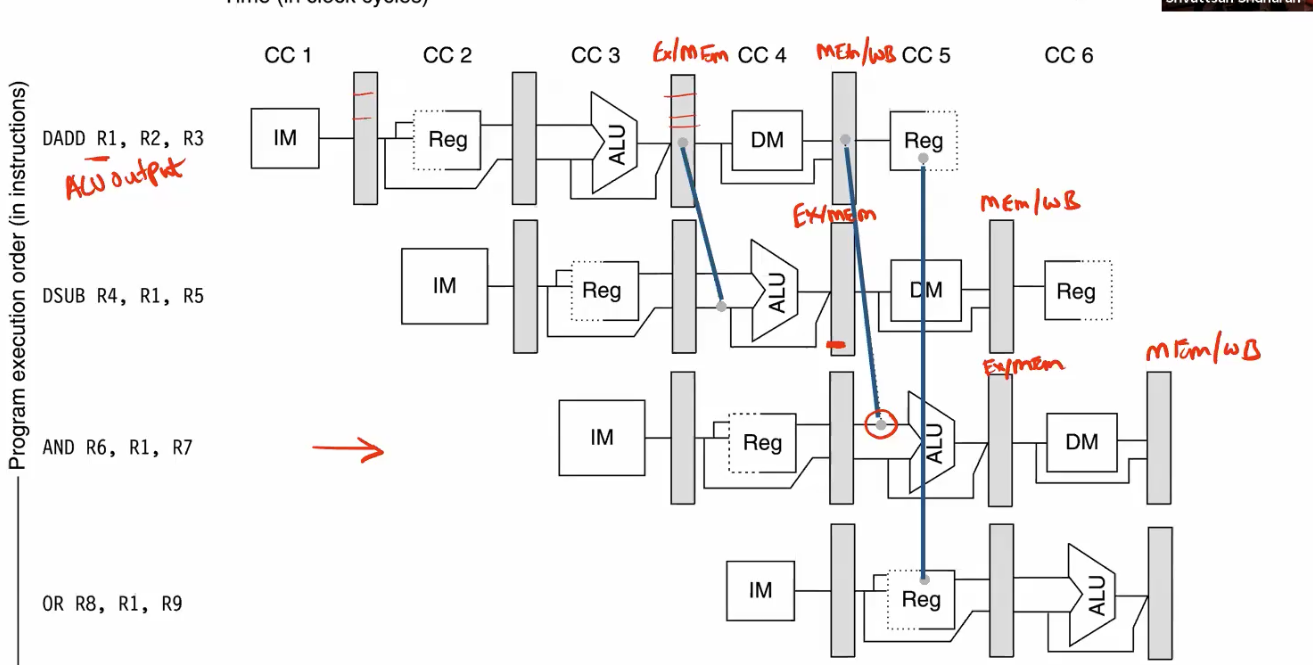 Time (in clock cycles)
CC 1 CC 2 CC 3 Ex/MEm CC 4 MEm/WB CC 5 CC 6
DADD R1, R2, R3 IM Reg ALU DM Reg
ALU output
Ex/mEm mEm/WB
DSUB R4, R1, R5 IM Reg ALU DM Reg
Ex/mEm mEm/WB
AND R6, R1, R7 IM Reg ALU DM
OR R8, R1, R9 IM Reg ALU
Program execution order (in instructions)